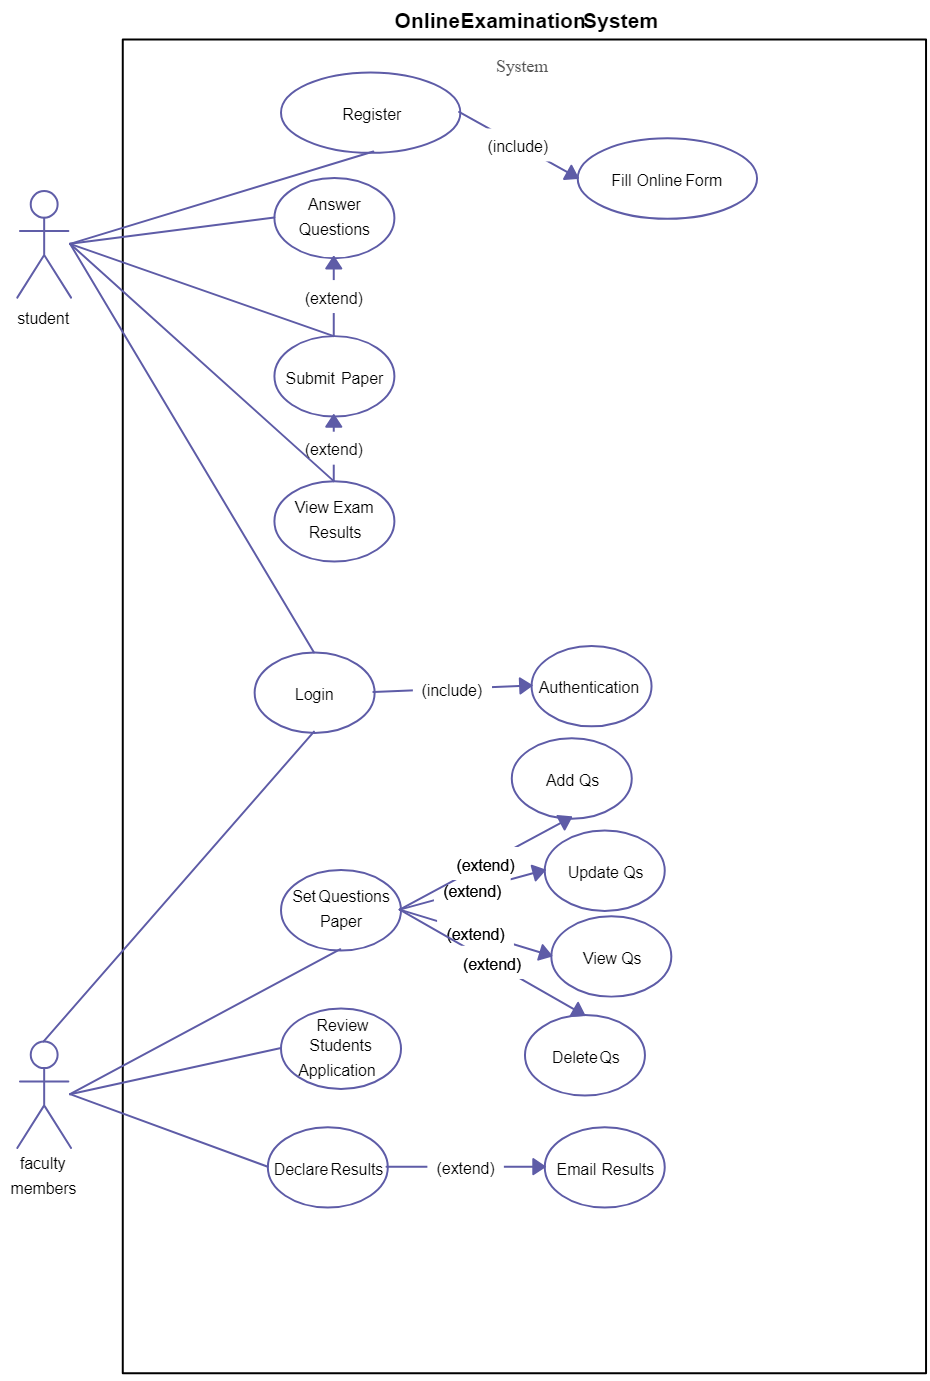 OnlineExaminationSystem
System
Register
(include)
Fill Online Form
Answer
Questions
(extend)
student
Submit Paper
(extend)
View Exam
Results
Login
(include)
Authentication
Add Qs
(extend)
Update Qs
(extend)
Set Questions
Paper
(extend)
View Qs
(extend)
Review
Students
Application
Delete Qs
Declare Results
(extend)
Email Results
faculty
members